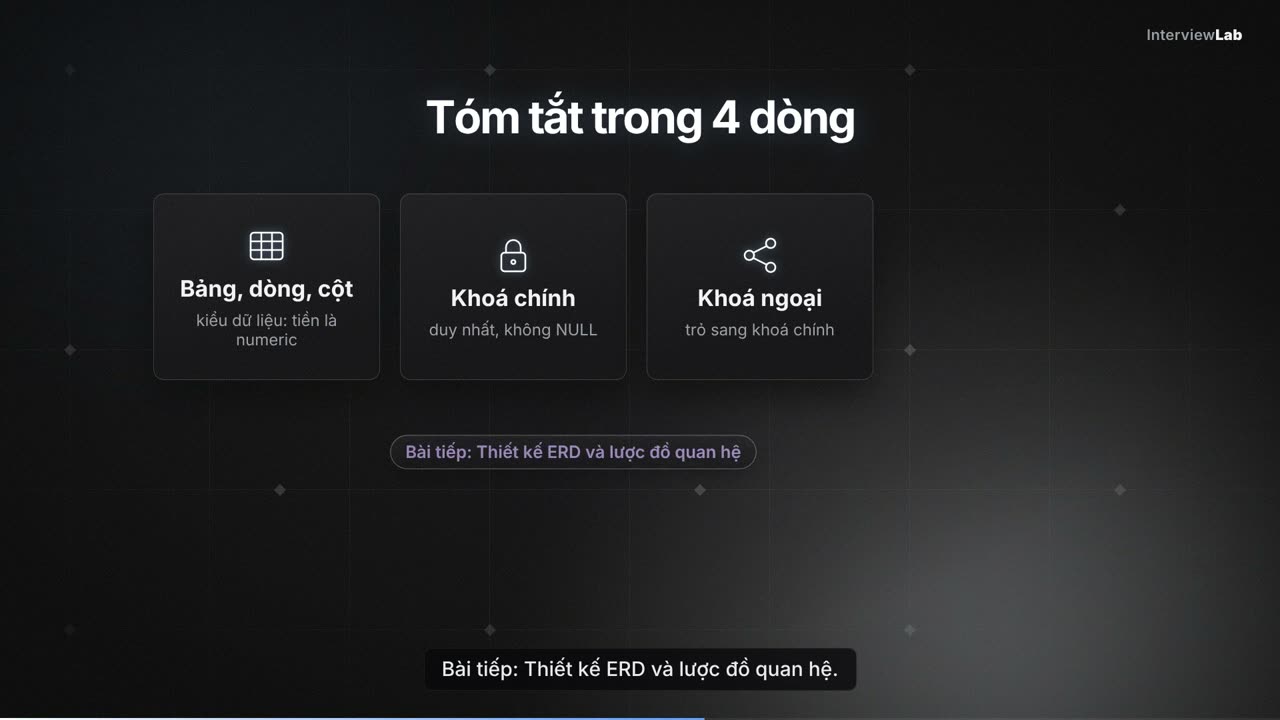 InterviewLab
Tóm tắt trong 4 dòng
Bảng, dòng, cột
kiểu dữ liệu: tiền là
numeric
Khoá chính
duy nhất, không NULL
Khoá ngoại
trỏ sang khoá chính
Bài tiếp: Thiết kế ERD và lược đồ quan hệ
Bài tiếp: Thiết kế ERD và lược đồ quan hệ.